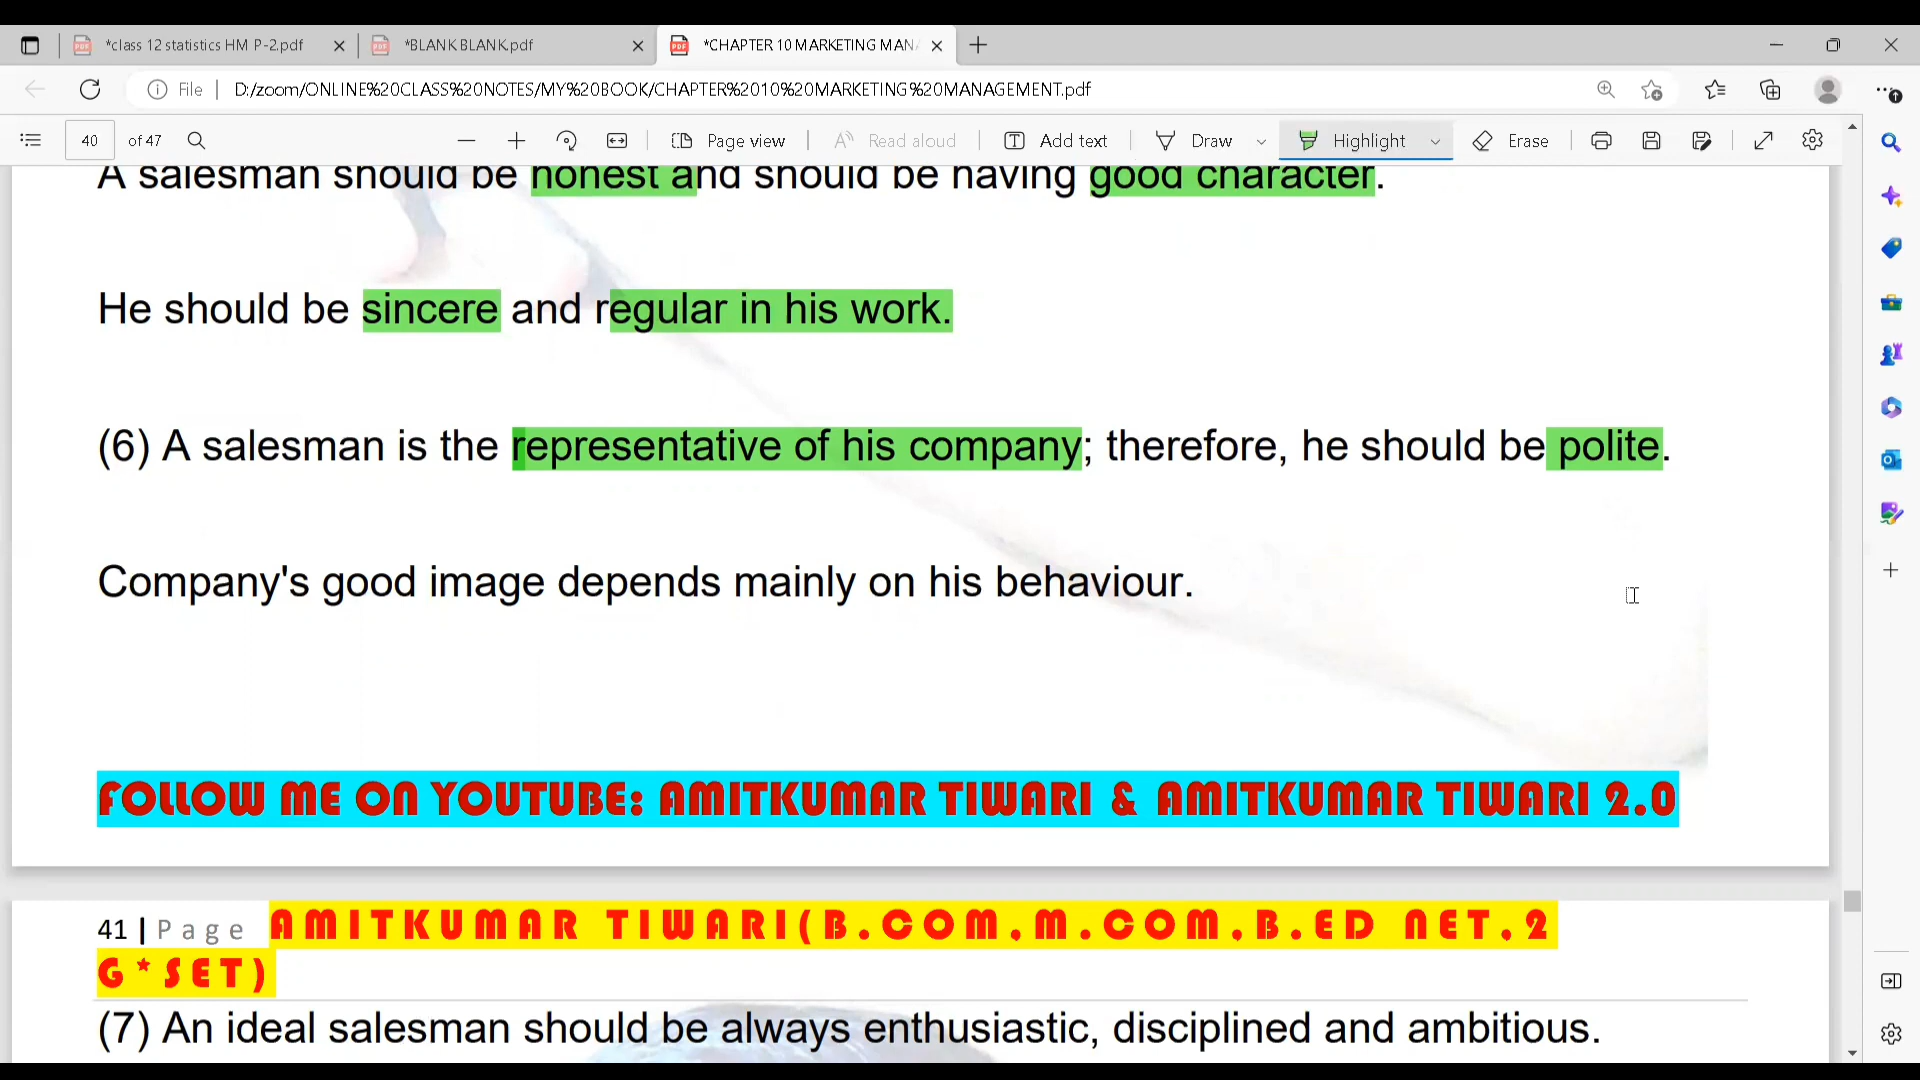 *class 12 statistics HM P-2.pdf
*BLANK BLANK.pdf
*CHAPTER 10 MARKETING MAN
File
D:/zoom/ONLINE%20CLASS%20NOTES/MY%20BOOK/CHAPTER%2010%20MARKETING%20MANAGEMENT.pdf
40 of 47
Page view
Read aloud
Add text
Draw
Highlight
Erase
A salesman should be honest and should be having good character.
He should be sincere and regular in his work.
(6) A salesman is the representative of his company; therefore, he should be polite.
Company's good image depends mainly on his behaviour.
FOLLOW ME ON YOUTUBE: AMITKUMAR TIWARI & AMITKUMAR TIWARI 2.0
41 | Page AMITKUMAR TIWARI(B.COM.M.COM.B.ED NET.2
G*SET)
(7) An ideal salesman should be always enthusiastic, disciplined and ambitious.